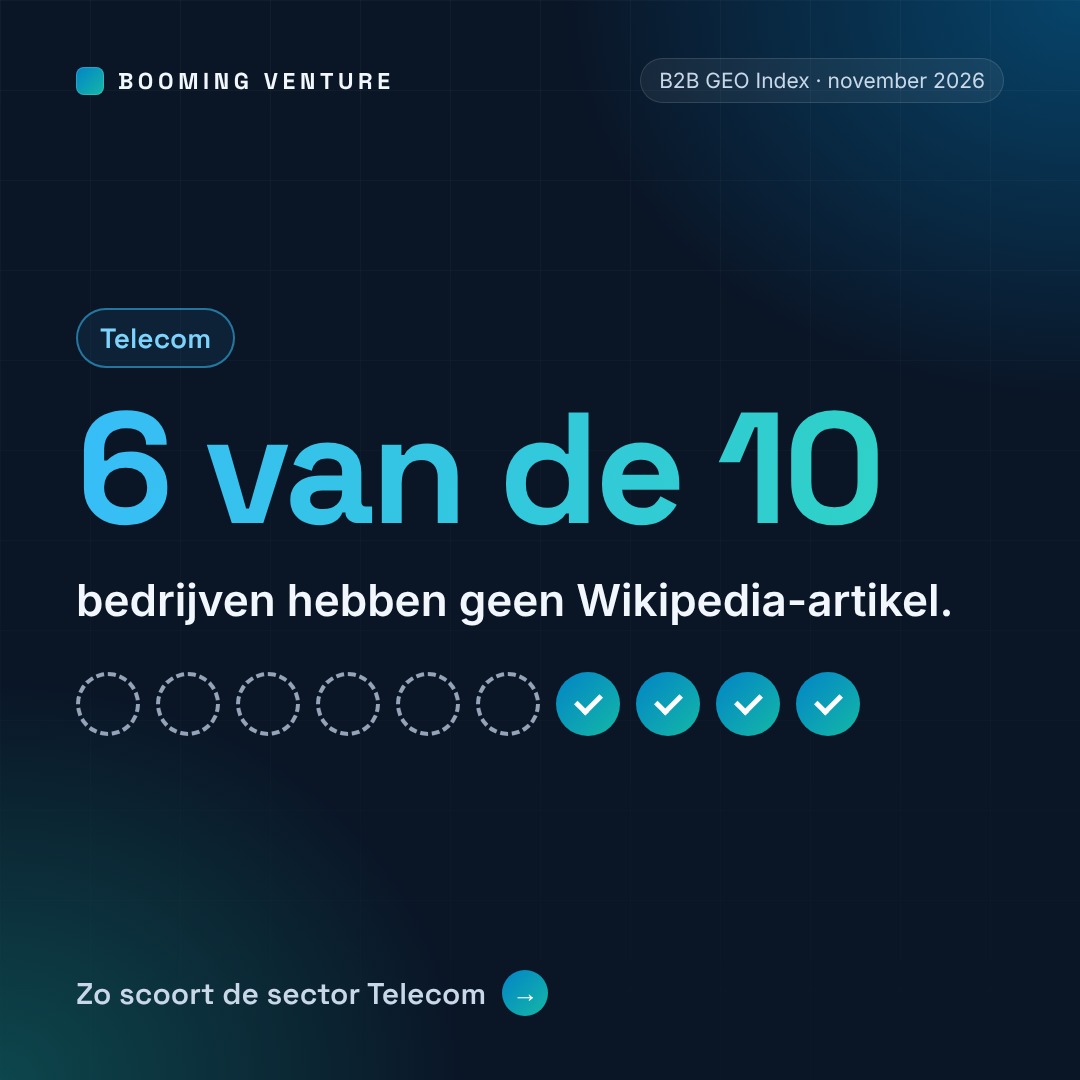 BOOMING VENTURE
B2B GEO Index · november 2026
Telecom
6 van de 10
bedrijven hebben geen Wikipedia-artikel.
Zo scoort de sector Telecom →